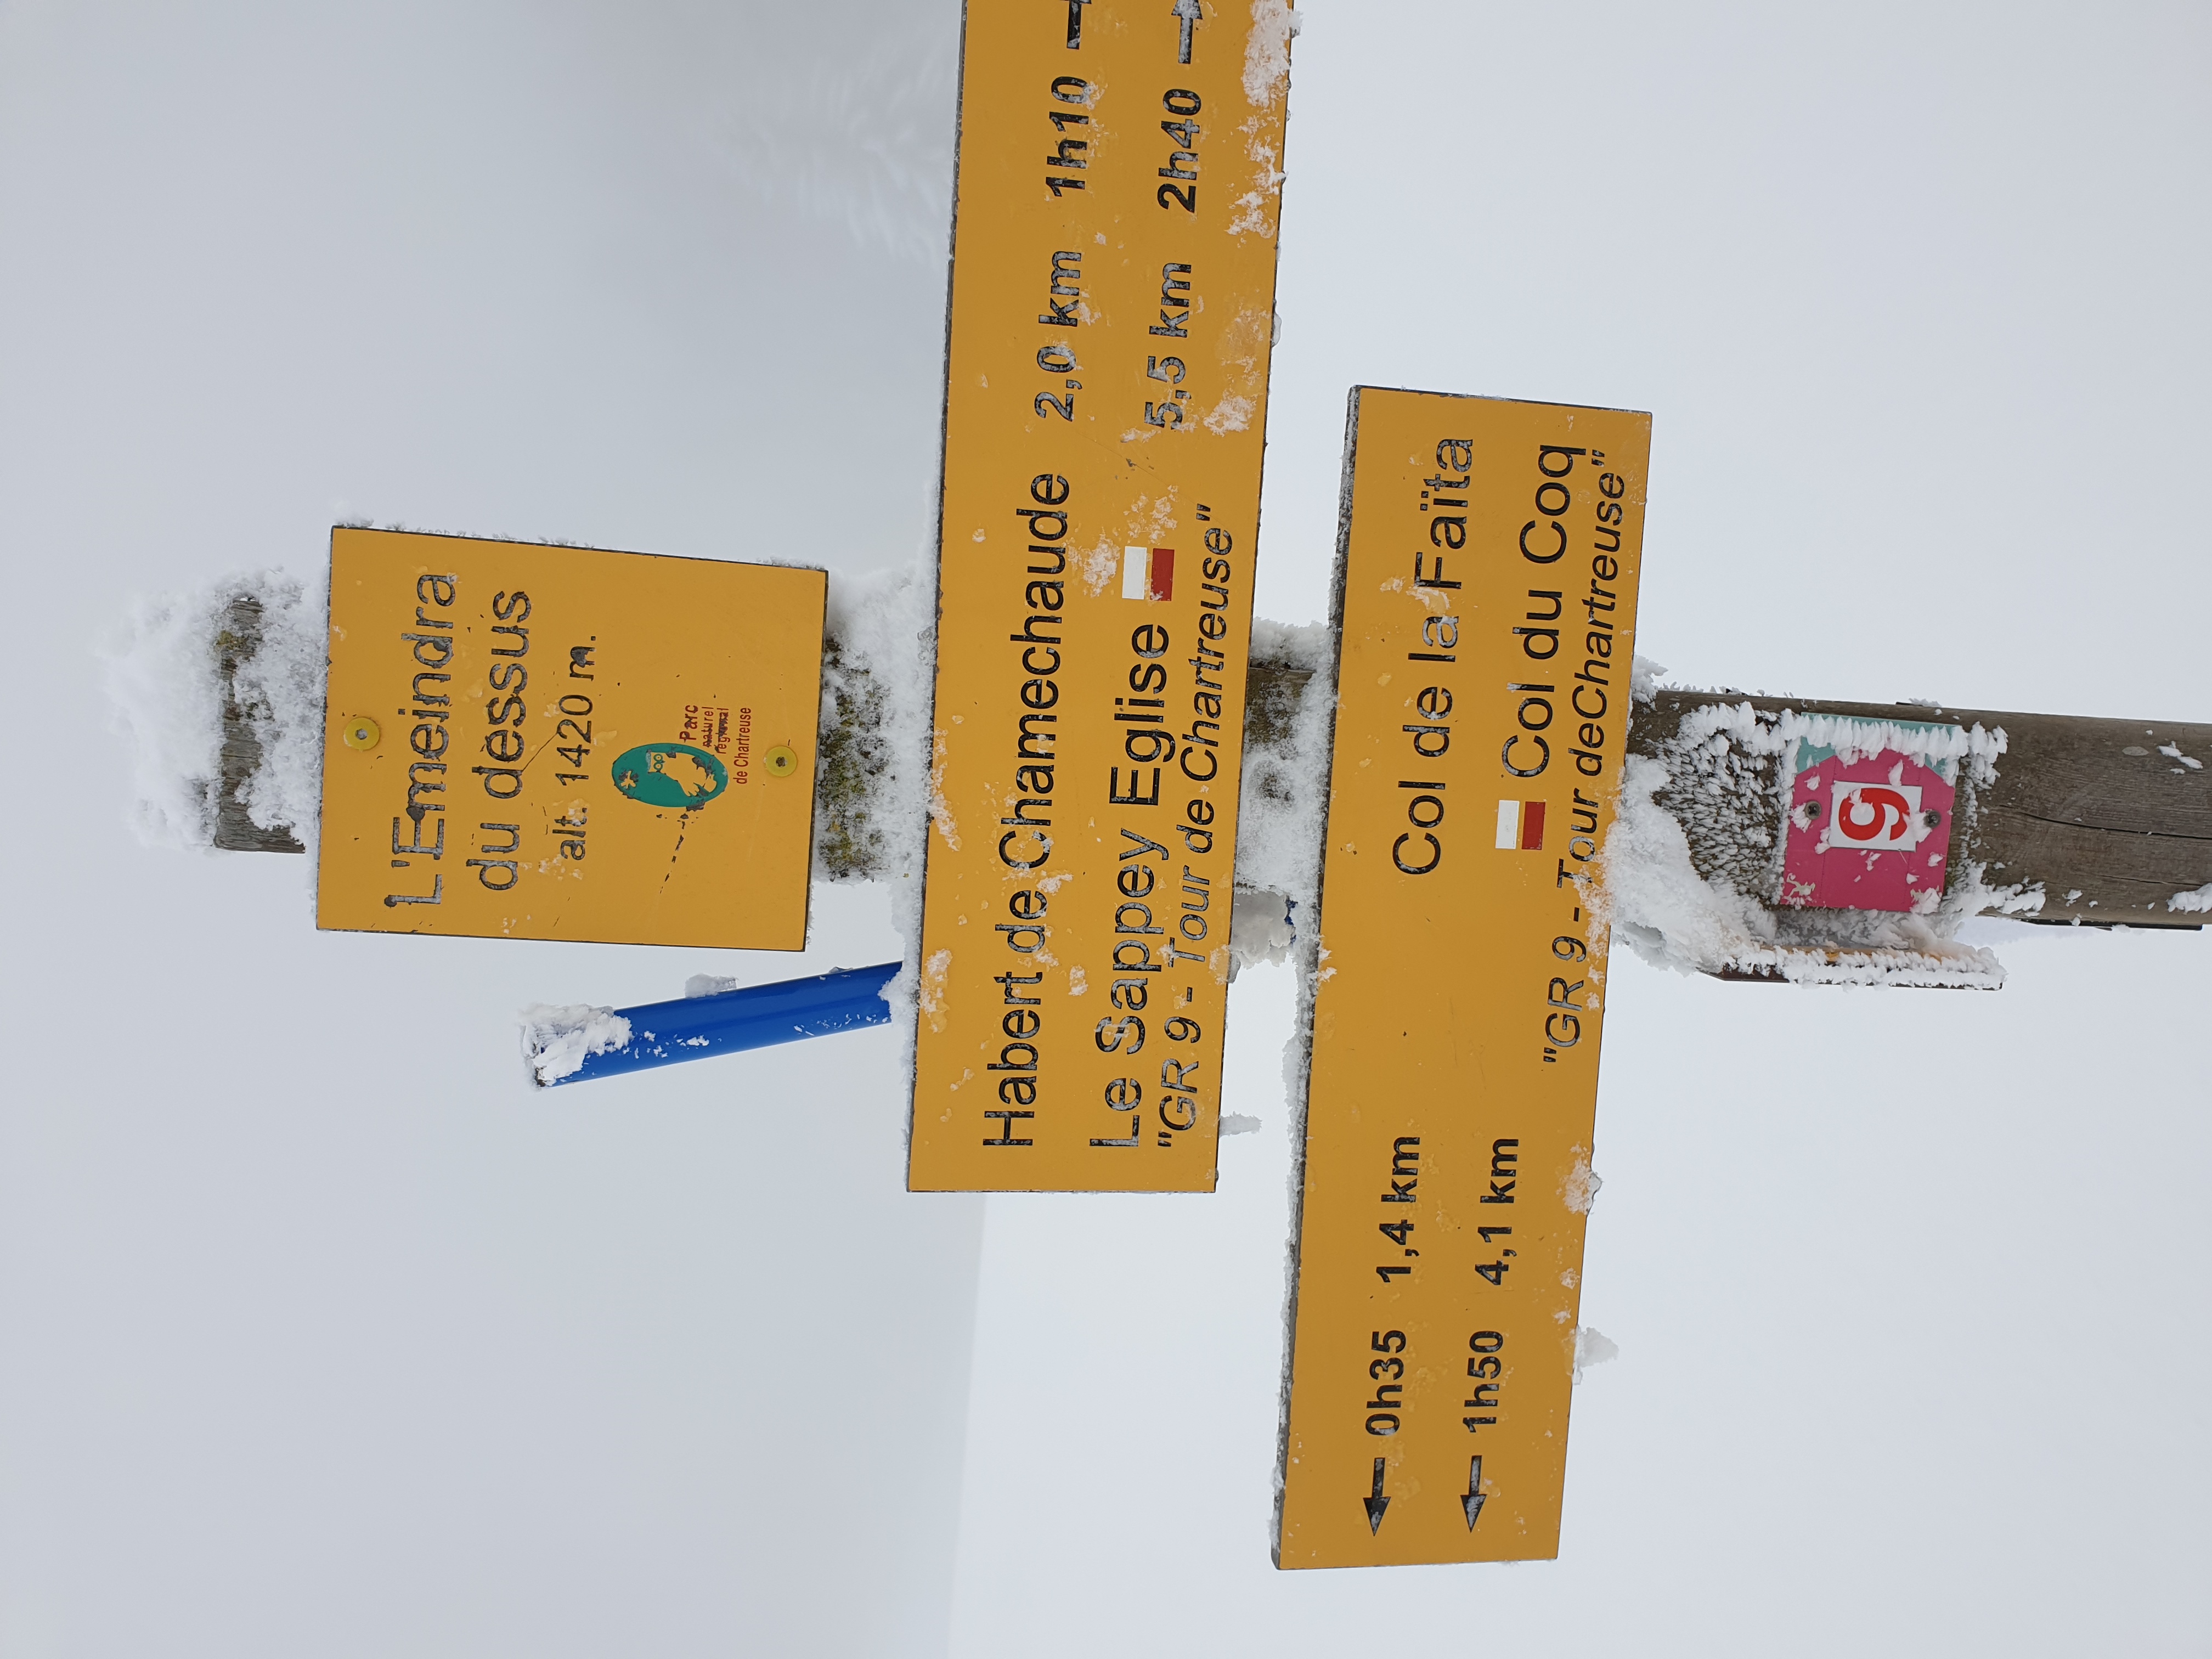 L'Emeindra
du dessus
alt. 1420 m.
Parc
naturel
régional
de Chartreuse
Habert de Chamechaude 2,0 km 1h10 →
Le Sappey Eglise 5,5 km 2h40 →
"GR 9 - Tour de Chartreuse"
← 0h35 1,4 km Col de la Faïta
← 1h50 4,1 km Col du Coq
"GR 9 - Tour deChartreuse"
9